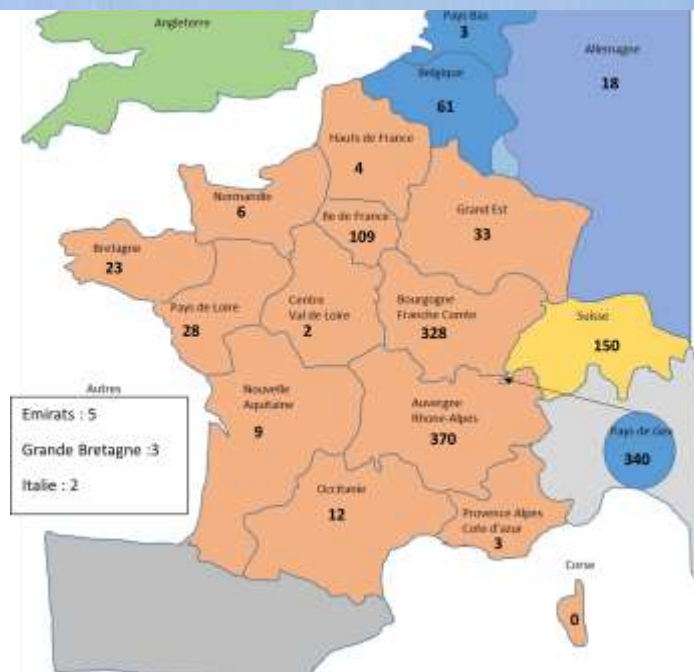 Angleterre
Pays Bas
3
Allemagne
18
Belgique
61
Hauts de France
4
Normandie
6
Ile de France
109
Grand Est
33
Bretagne
23
Pays de Loire
28
Centre
Val de Loire
2
Bourgogne
Franche Comte
328
Suisse
150
Autres
Emirats : 5
Grande Bretagne :3
Italie : 2
Nouvelle
Aquitaine
9
Auvergne
Rhone-Alpes
370
Pays de Gex
340
Occitanie
12
Provence Alpes
Cote d'azur
3
Corse
0